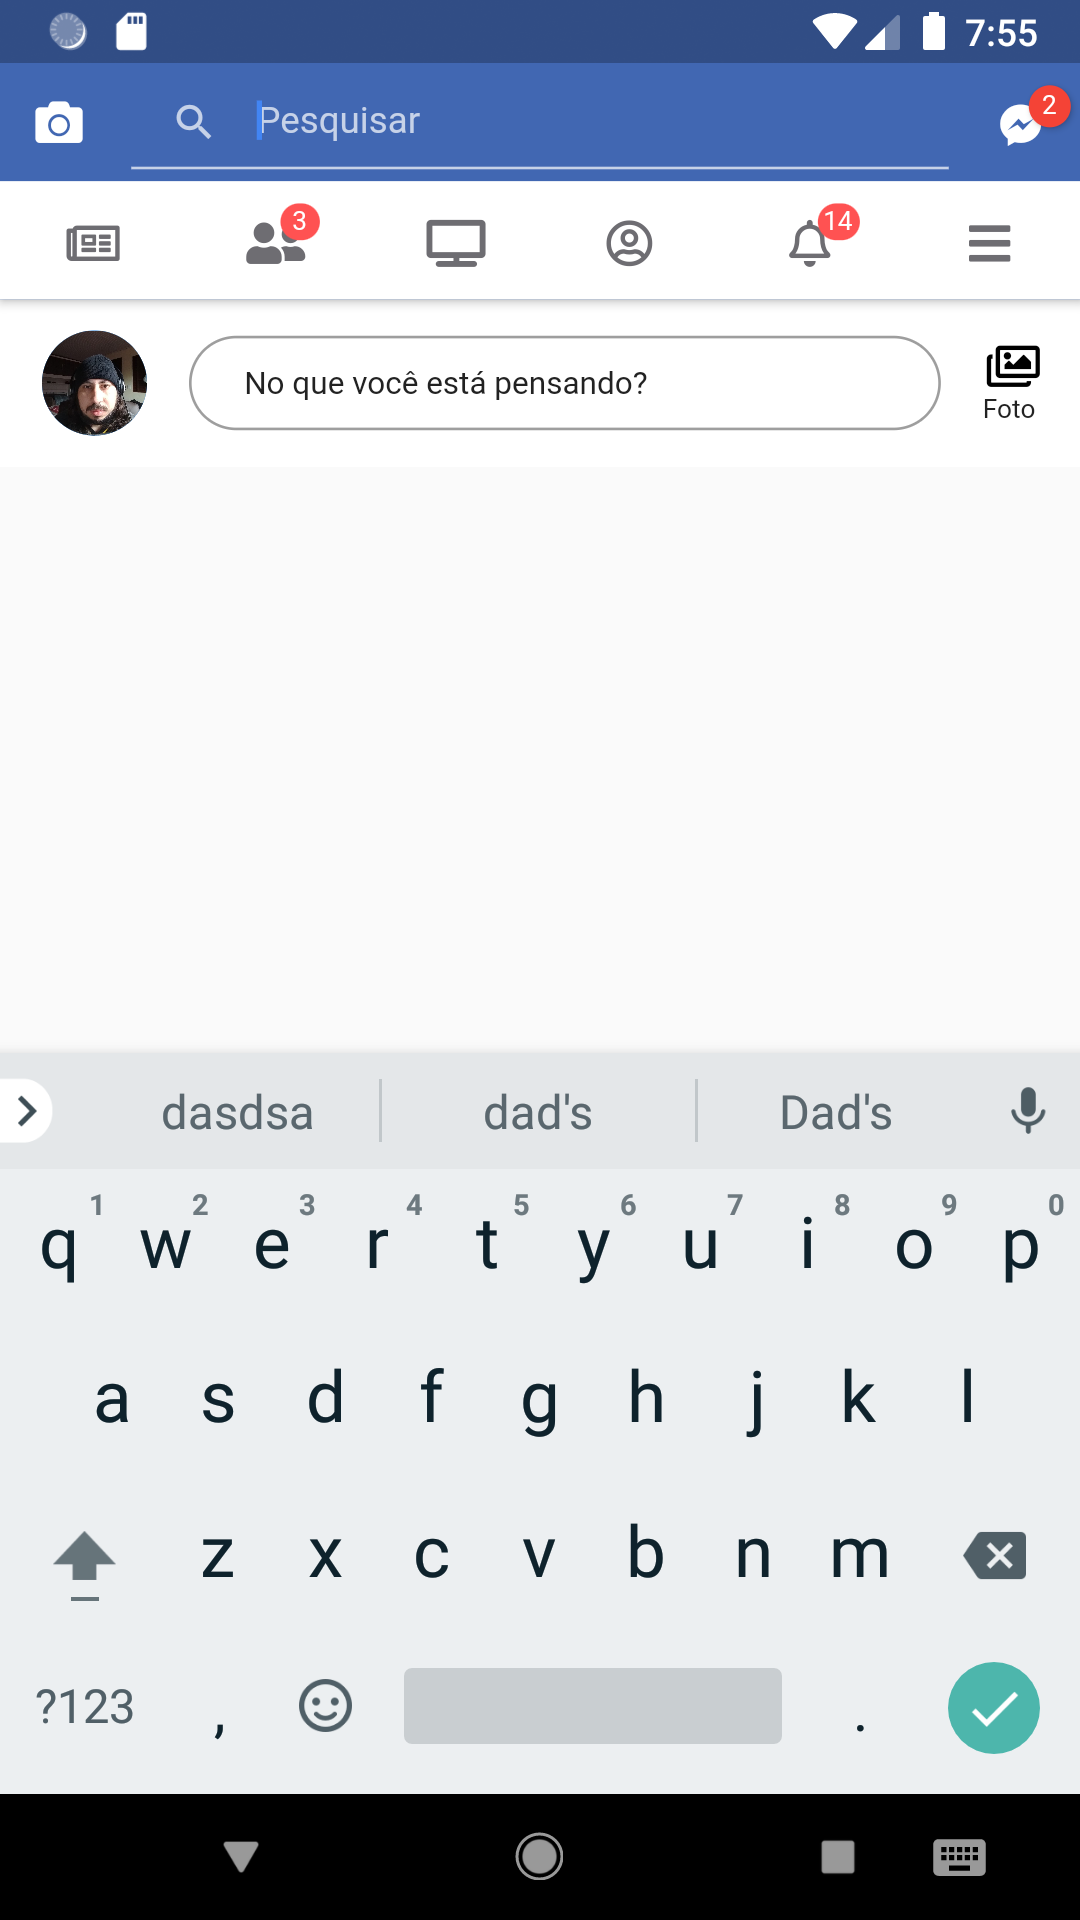 7:55
Pesquisar
2
3
14
No que você está pensando?
Foto
dasdsa dad's Dad's
1 2 3 4 5 6 7 8 9 0
q w e r t y u i o p
a s d f g h j k l
z x c v b n m
?123 , .